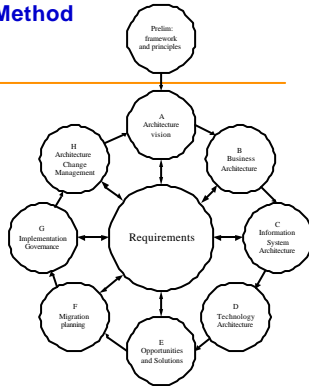 Method
Prelim:
framework
and principles
A
Architecture
vision
H
Architecture
Change
Management
B
Business
Architecture
G
Implementation
Governance
Requirements
C
Information
System
Architecture
F
Migration
planning
D
Technology
Architecture
E
Opportunities
and Solutions